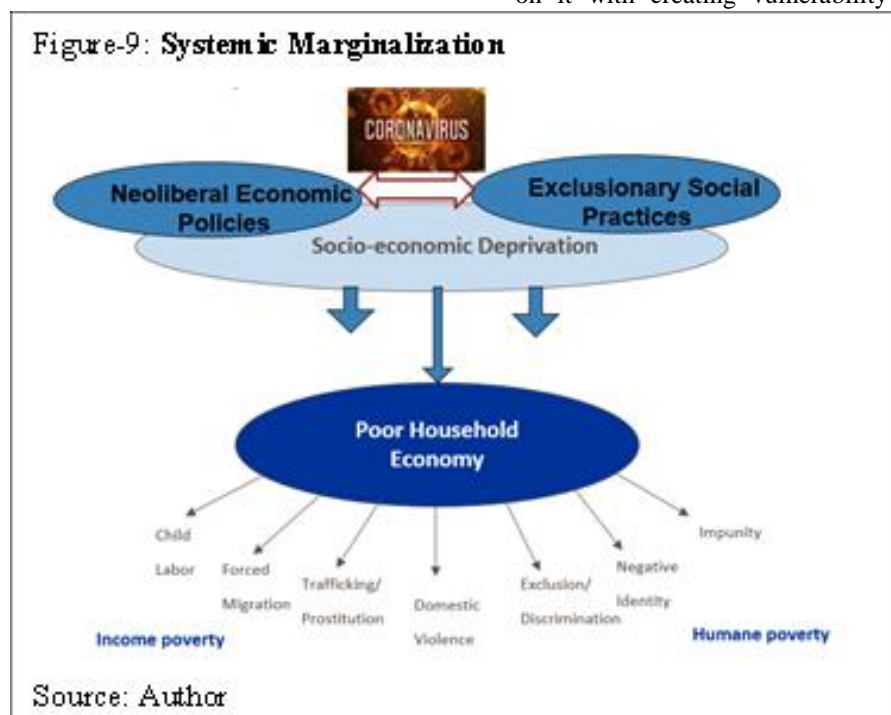 on it with creating vulnerability
Figure-9: Systemic Marginalization
CORONAVIRUS
Neoliberal Economic
Policies
Exclusionary Social
Practices
Socio-economic Deprivation
Poor Household
Economy
Child
Labor
Forced
Migration
Trafficking/
Prostitution
Domestic
Violence
Exclusion/
Discrimination
Negative
Identity
Impunity
Income poverty
Humane poverty
Source: Author